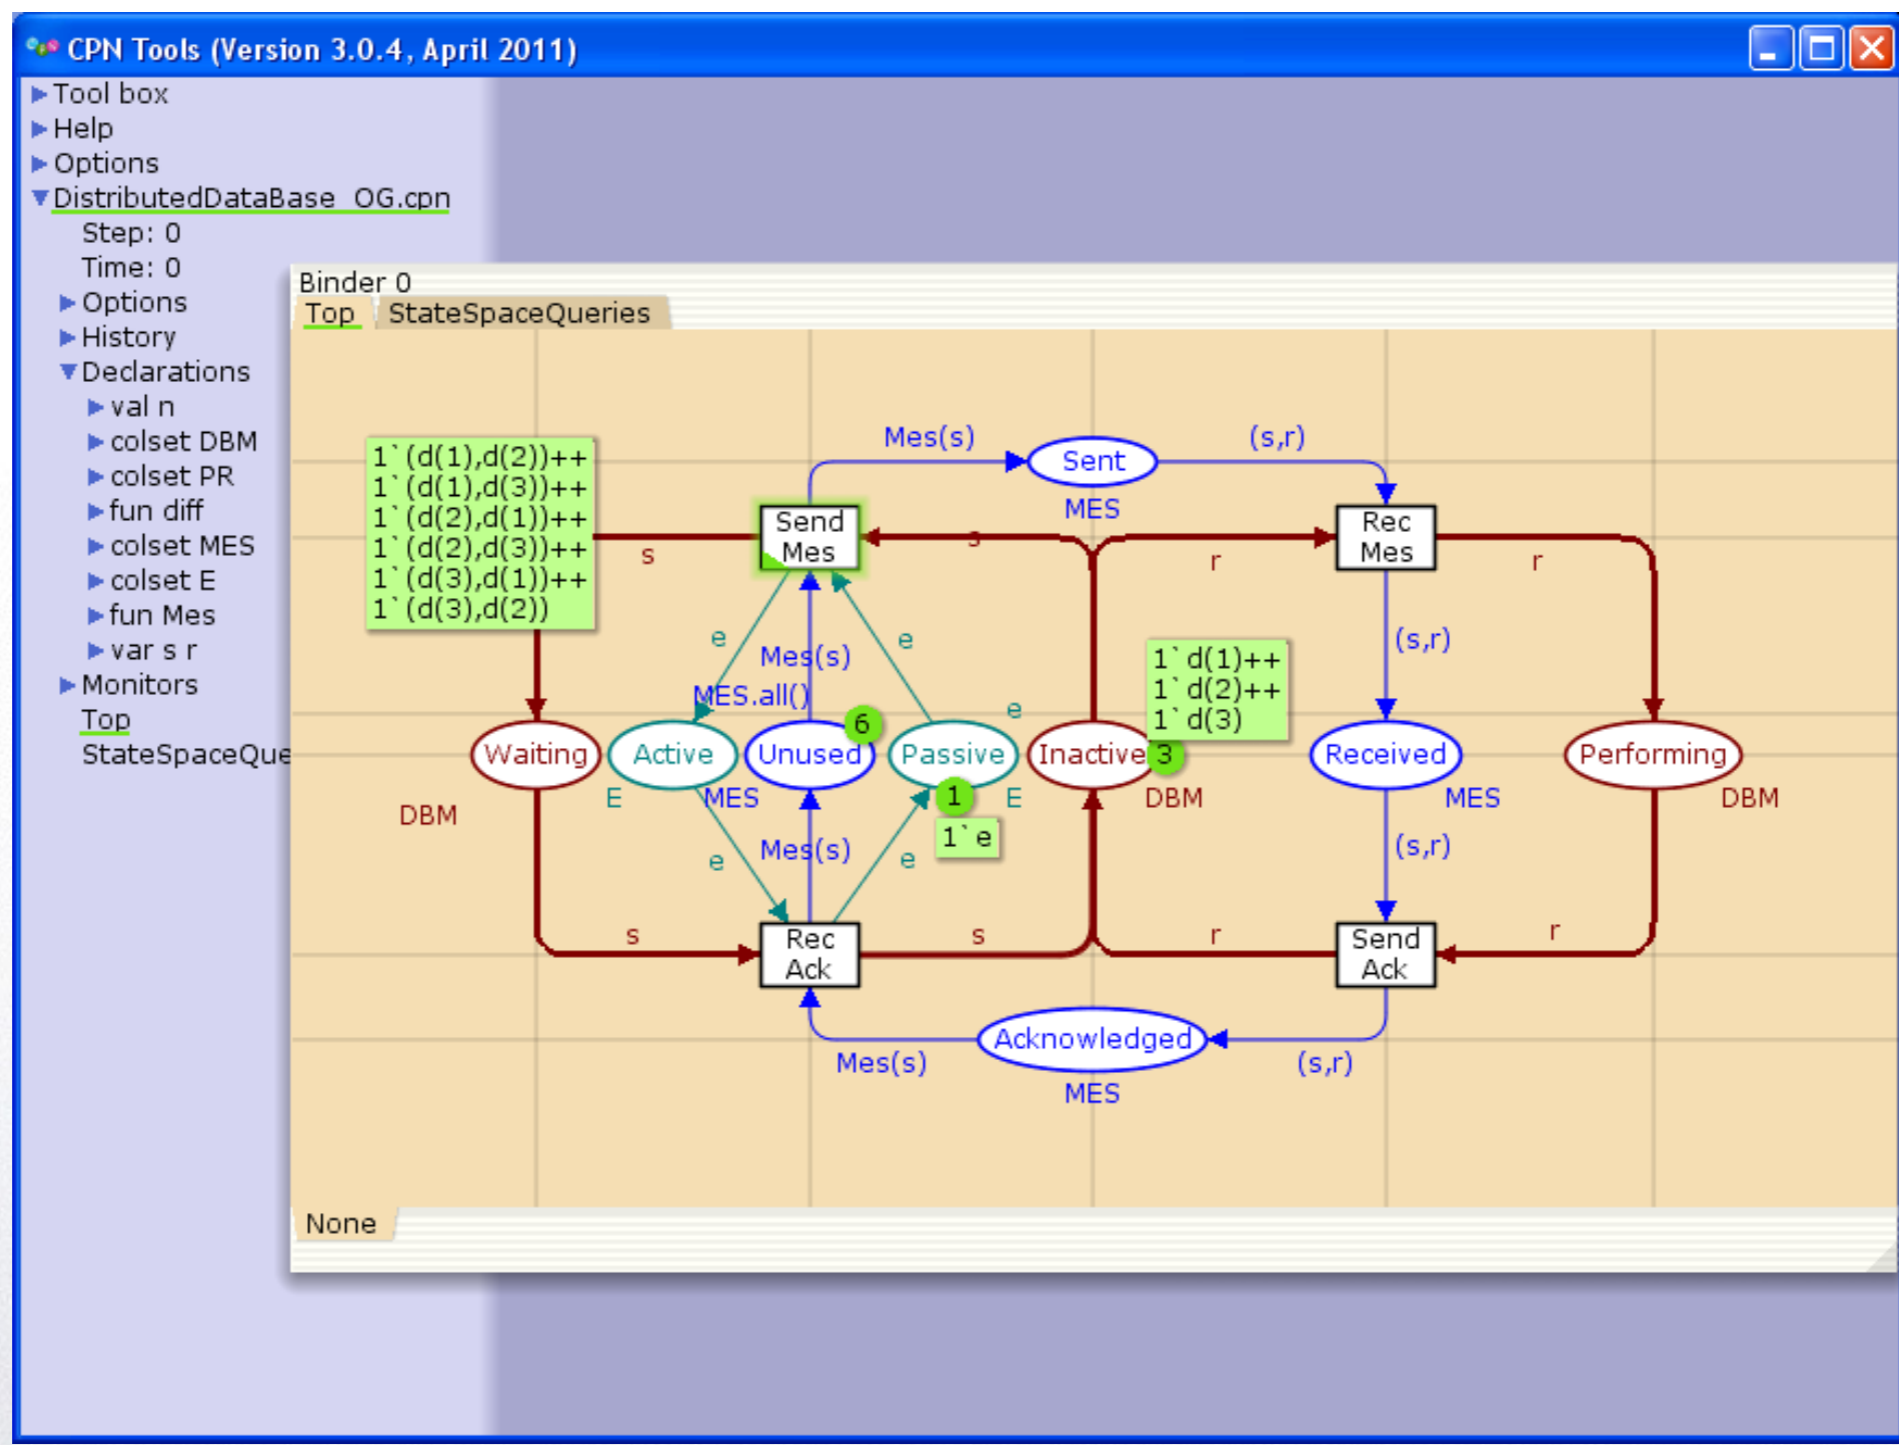 CPN Tools (Version 3.0.4, April 2011)
Tool box
Help
Options
DistributedDataBase_OG.cpn
Step: 0
Time: 0
Options
History
Declarations
val n
colset DBM
colset PR
fun diff
colset MES
colset E
fun Mes
var s r
Monitors
Top
StateSpaceQue
Binder 0
Top StateSpaceQueries
Mes(s)
Sent
MES
(s,r)
1`(d(1),d(2))++
1`(d(1),d(3))++
1`(d(2),d(1))++
1`(d(2),d(3))++
1`(d(3),d(1))++
1`(d(3),d(2))
s
Send
Mes
s
r
Rec
Mes
r
e
Mes(s)
e
MES.all()
e
1`d(1)++
1`d(2)++
1`d(3)
(s,r)
Waiting
DBM
Active
E
Unused
6
MES
Passive
1
E
1`e
Inactive
3
DBM
Received
MES
Performing
DBM
e
Mes(s)
e
(s,r)
s
Rec
Ack
s
r
Send
Ack
r
Mes(s)
Acknowledged
MES
(s,r)
None